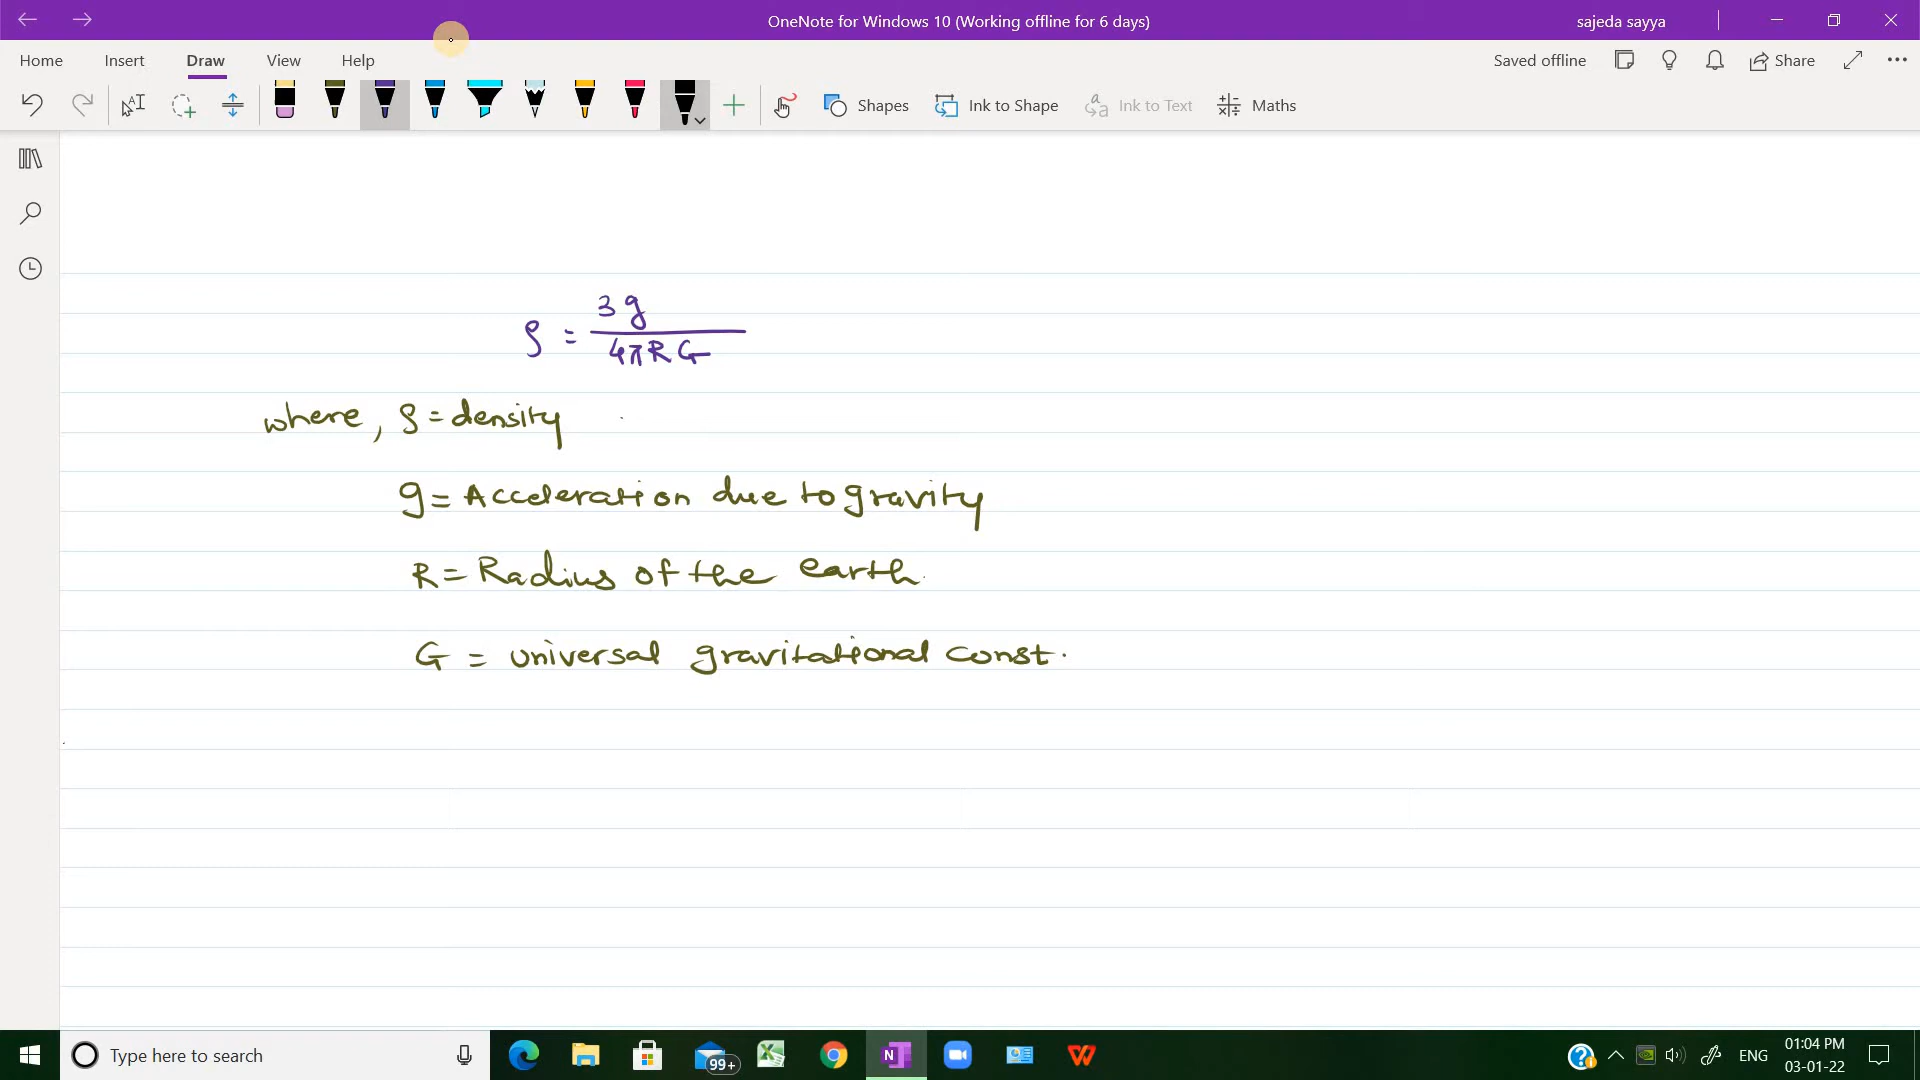 OneNote for Windows 10 (Working offline for 6 days)
sajeda sayya
Home Insert Draw View Help
Saved offline Share
Shapes Ink to Shape Ink to Text Maths
ρ = 3g / 4πRG
where, ρ = density
g = Acceleration due to gravity
R = Radius of the earth.
G = universal gravitational const.
Type here to search
99+
ENG
01:04 PM
03-01-22